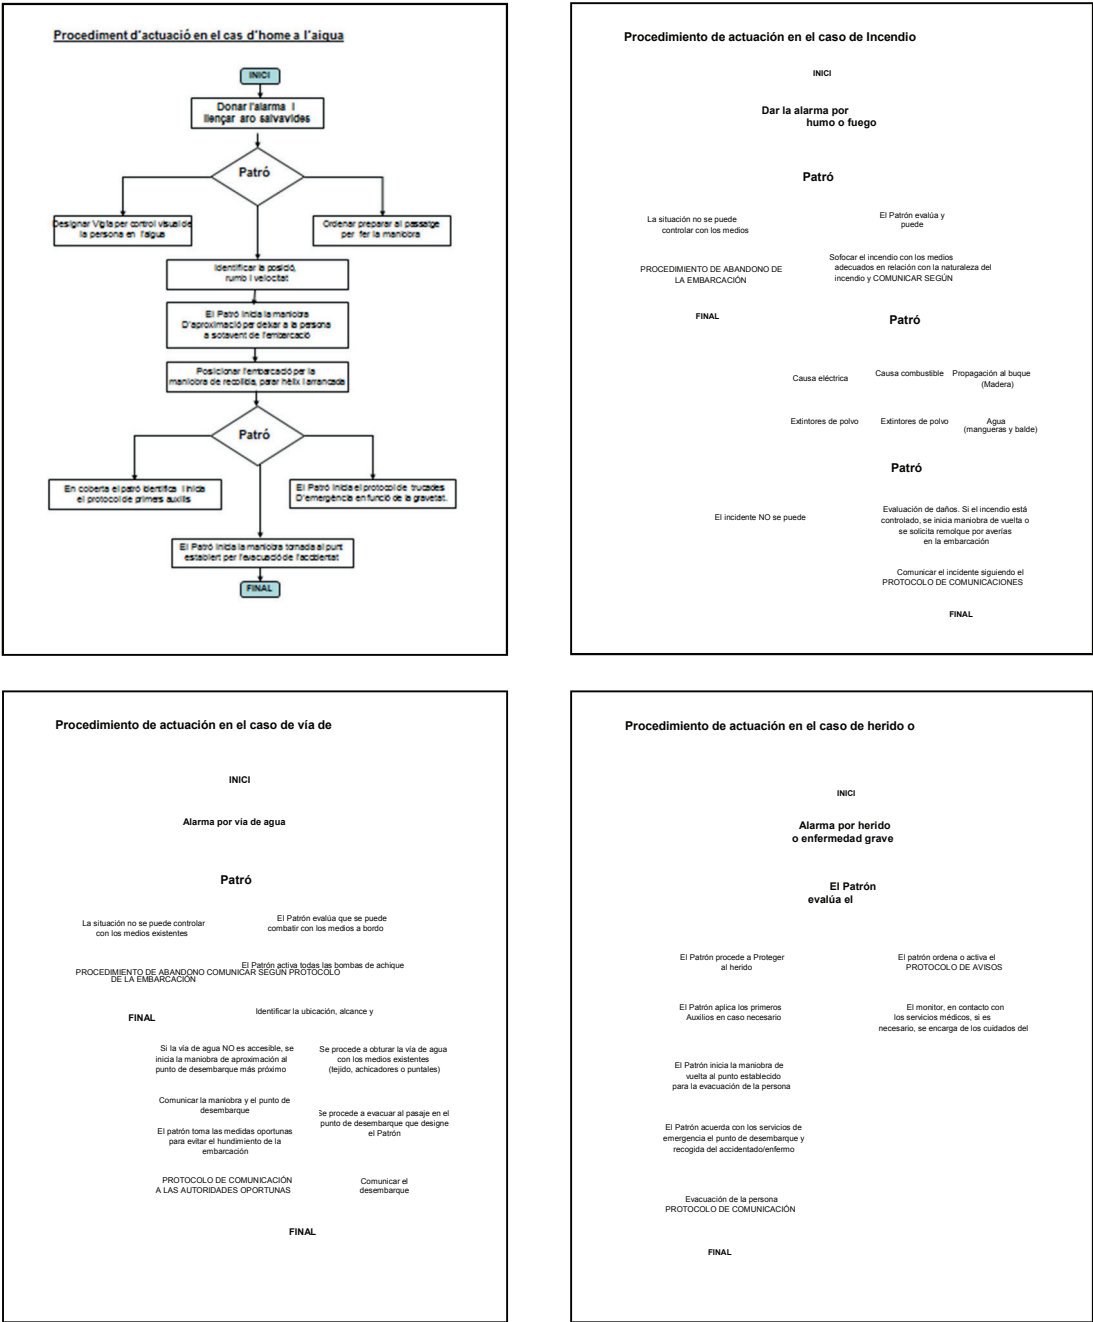 Procediment d'actuació en el cas d'home a l'aigua
INICI
Donar l'alarma i
llençar aro salvavides
Patró
Designar Vigia per control visual de
la persona en l'aigua
Ordenar preparar al passatge
per fer la maniobra
Identificar la posició,
rumb i velocitat
El Patró inicia la maniobra
D'aproximació per deixar a la persona
a sotavent de l'embarcació
Posicionar l'embarcació per la
maniobra de recollida, parar hèlix i arrancada
Patró
En coberta el patró identifica i inicia
el protocol de primers auxilis
El Patró inicia el protocol de trucades
D'emergència en funció de la gravetat.
El Patró inicia la maniobra tornada al punt
establert per l'evacuació de l'accidentat
FINAL
Procedimiento de actuación en el caso de Incendio
INICI
Dar la alarma por
humo o fuego
Patró
La situación no se puede
controlar con los medios
El Patrón evalúa y
puede
PROCEDIMIENTO DE ABANDONO DE
LA EMBARCACIÓN
Sofocar el incendio con los medios
adecuados en relación con la naturaleza del
incendio y COMUNICAR SEGÚN
FINAL
Patró
Causa eléctrica
Causa combustible
Propagación al buque
(Madera)
Extintores de polvo
Extintores de polvo
Agua
(mangueras y balde)
Patró
El incidente NO se puede
Evaluación de daños. Si el incendio está
controlado, se inicia maniobra de vuelta o
se solicita remolque por averías
en la embarcación
Comunicar el incidente siguiendo el
PROTOCOLO DE COMUNICACIONES
FINAL
Procedimiento de actuación en el caso de vía de
INICI
Alarma por vía de agua
Patró
La situación no se puede controlar
con los medios existentes
El Patrón evalúa que se puede
combatir con los medios a bordo
El Patrón activa todas las bombas de achique
PROCEDIMIENTO DE ABANDONO COMUNICAR SEGÚN PROTOCOLO
DE LA EMBARCACIÓN
Identificar la ubicación, alcance y
FINAL
Si la vía de agua NO es accesible, se
inicia la maniobra de aproximación al
punto de desembarque más próximo
Se procede a obturar la vía de agua
con los medios existentes
(tejido, achicadores o puntales)
Comunicar la maniobra y el punto de
desembarque
Se procede a evacuar al pasaje en el
punto de desembarque que designe
el Patrón
El patrón toma las medidas oportunas
para evitar el hundimiento de la
embarcación
PROTOCOLO DE COMUNICACIÓN
A LAS AUTORIDADES OPORTUNAS
Comunicar el
desembarque
FINAL
Procedimiento de actuación en el caso de herido o
INICI
Alarma por herido
o enfermedad grave
El Patrón
evalúa el
El Patrón procede a Proteger
al herido
El patrón ordena o activa el
PROTOCOLO DE AVISOS
El Patrón aplica los primeros
Auxilios en caso necesario
El monitor, en contacto con
los servicios médicos, si es
necesario, se encarga de los cuidados del
El Patrón inicia la maniobra de
vuelta al punto establecido
para la evacuación de la persona
El Patrón acuerda con los servicios de
emergencia el punto de desembarque y
recogida del accidentado/enfermo
Evacuación de la persona
PROTOCOLO DE COMUNICACIÓN
FINAL